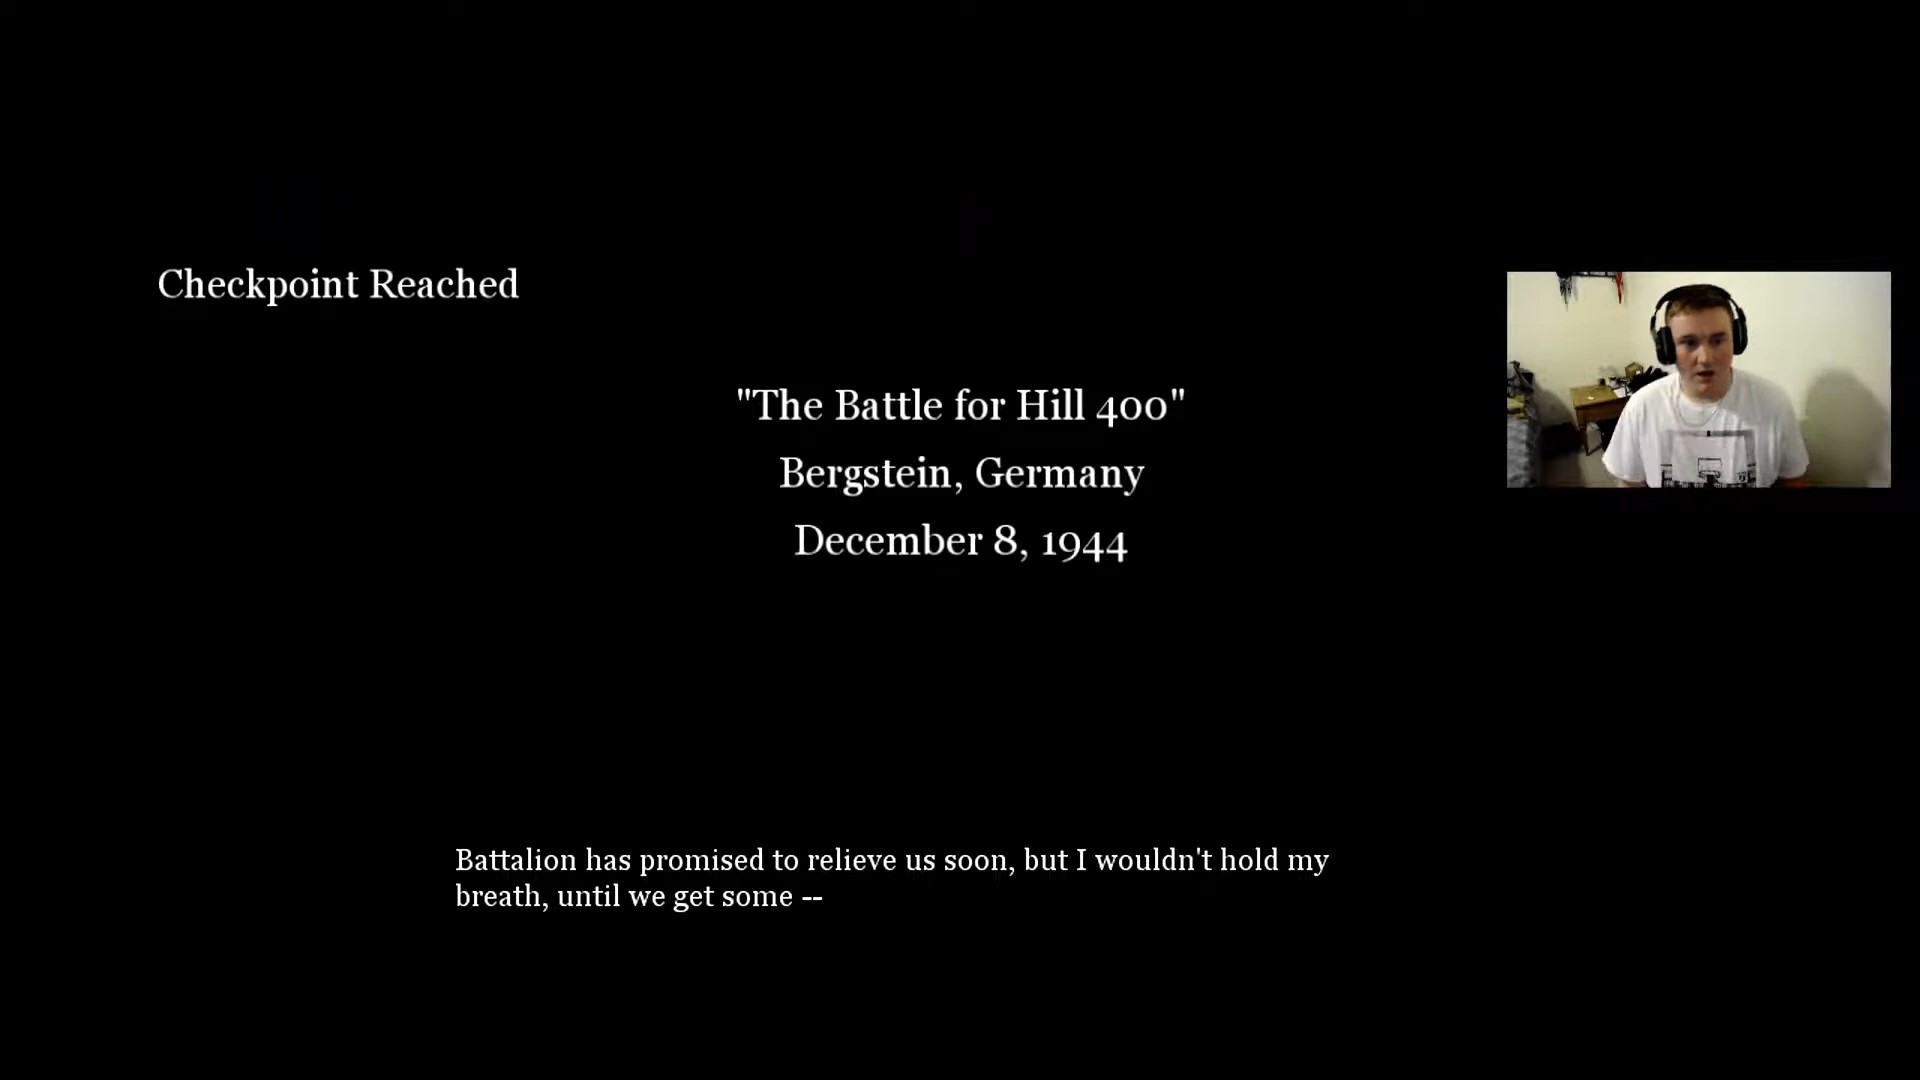 Checkpoint Reached
"The Battle for Hill 400"
Bergstein, Germany
December 8, 1944
Battalion has promised to relieve us soon, but I wouldn't hold my
breath, until we get some --